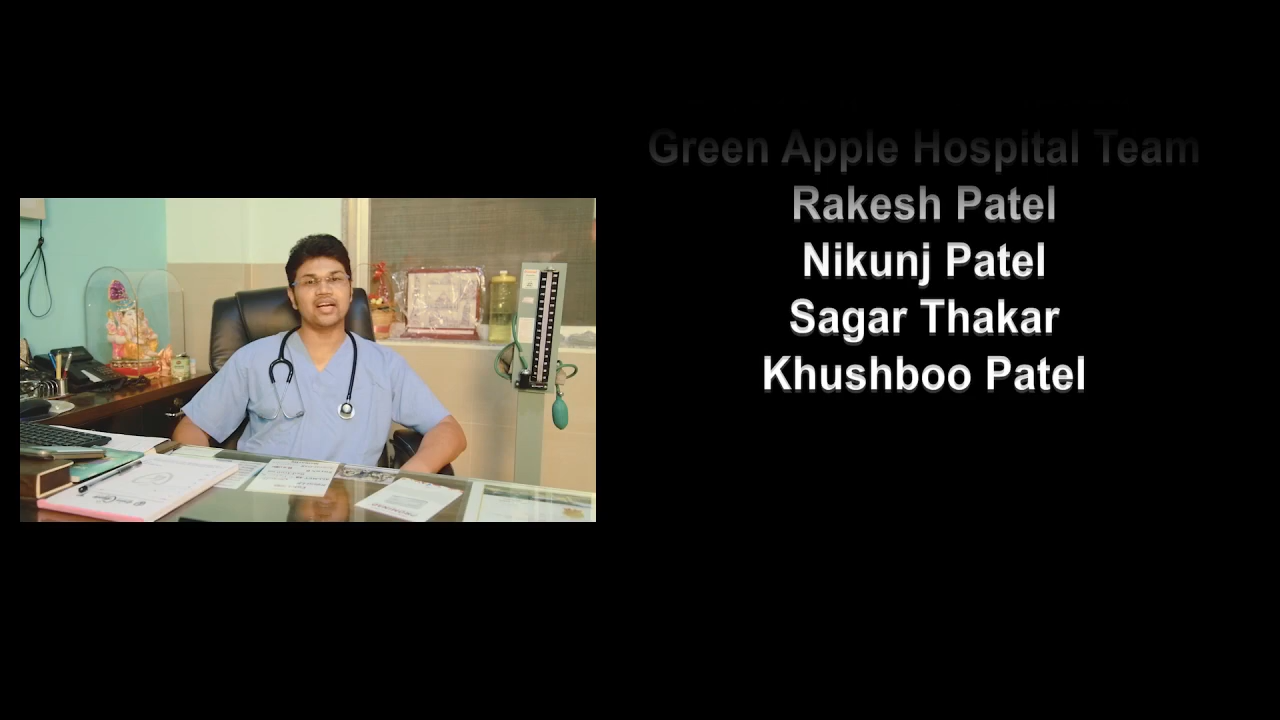 Green Apple Hospital Team
Rakesh Patel
Nikunj Patel
Sagar Thakar
Khushboo Patel